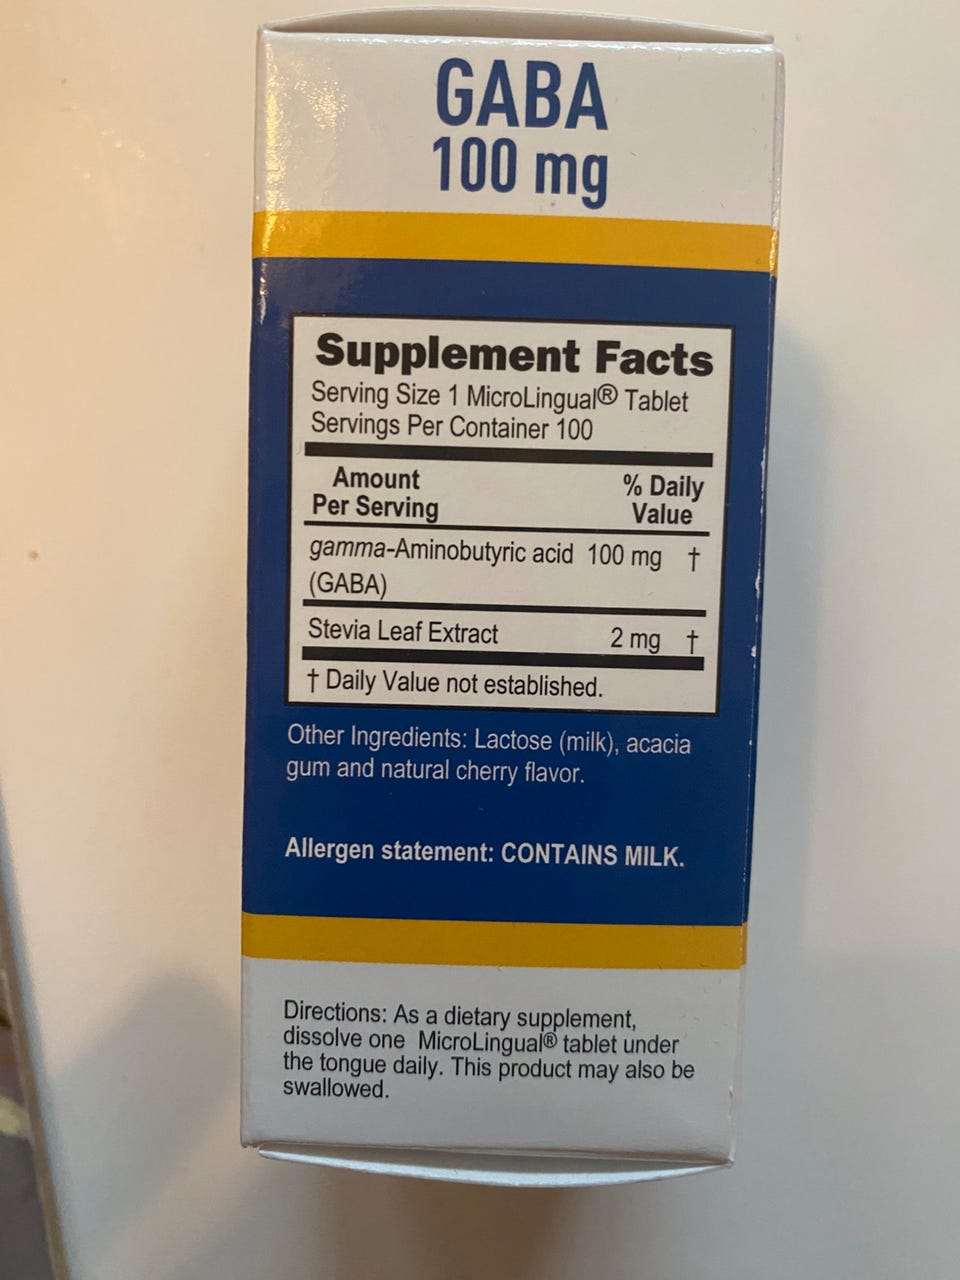 GABA
100 mg
Supplement Facts
Serving Size 1 MicroLingual® Tablet
Servings Per Container 100
Amount
Per Serving
% Daily
Value
gamma-Aminobutyric acid 100 mg †
(GABA)
Stevia Leaf Extract 2 mg †
† Daily Value not established.
Other Ingredients: Lactose (milk), acacia
gum and natural cherry flavor.
Allergen statement: CONTAINS MILK.
Directions: As a dietary supplement,
dissolve one MicroLingual® tablet under
the tongue daily. This product may also be
swallowed.